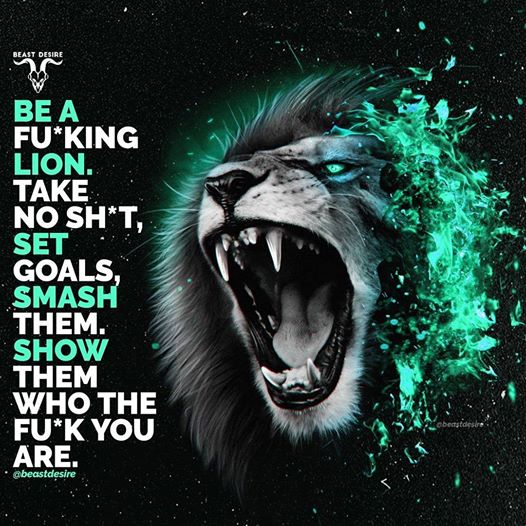 BEAST DESIRE
BE A
FU*KING
LION.
TAKE
NO SH*T,
SET
GOALS,
SMASH
THEM.
SHOW
THEM
WHO THE
FU*K YOU
ARE.
@beastdesire
@beastdesire